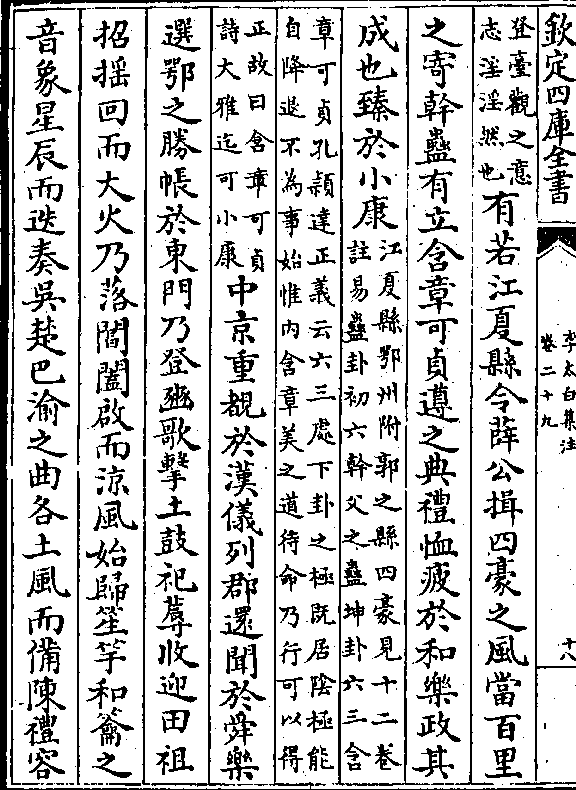 欽定四庫全書
李太白集注
卷二十九
十八
登臺觀之意
志淫淫然也
有若江夏縣令薛公揖四豪之風當百里
之寄幹蠱有立含章可貞遵之典禮恤疲於和樂政其
成也臻於小康
江夏縣鄂州附郭之縣四豪見十二卷
註易蠱卦初六幹父之蠱坤卦六三含
章可貞孔穎達正義云六三處下卦之極既居陰極能
自降退不為事始惟内含章美之道待命乃行可以得
正故曰含章可貞
詩大雅迄可小康
中京重覩於漢儀列郡還聞於舜樂
選鄂之勝帳於東門乃登豳歌擊土鼓祀蓐收迎田祖
招摇回而大火乃落閶闔啟而涼風始歸笙竽和籥之
音象星辰而迭奏吳楚巴渝之曲各土風而備陳禮容